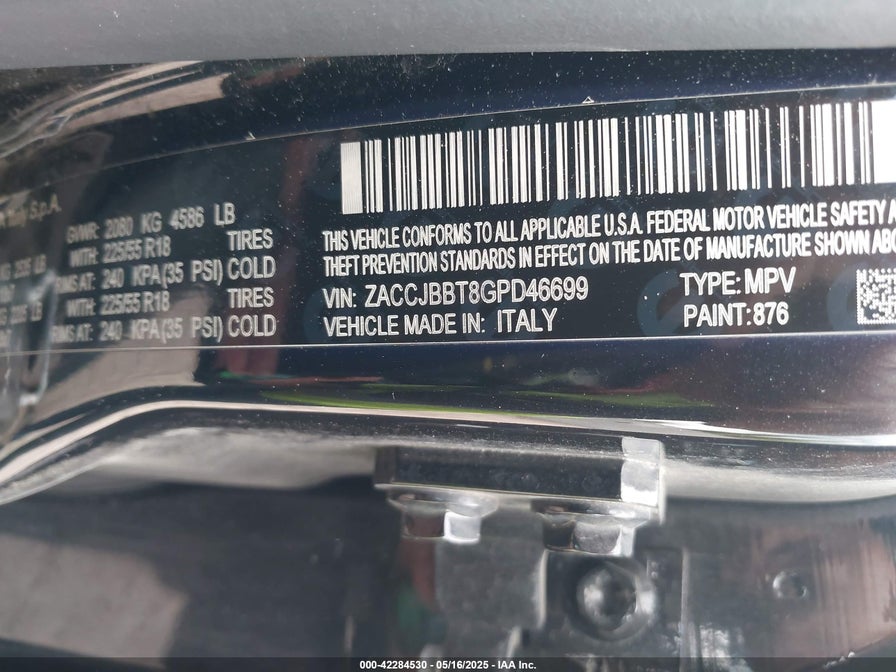 Italy S.p.A.
GVWR: 2080 KG 4586 LB
WITH: 225/55 R18 TIRES
RIMS AT: 240 KPA(35 PSI) COLD
WITH: 225/55 R18 TIRES
RIMS AT: 240 KPA(35 PSI) COLD
THIS VEHICLE CONFORMS TO ALL APPLICABLE U.S.A. FEDERAL MOTOR VEHICLE SAFETY
THEFT PREVENTION STANDARDS IN EFFECT ON THE DATE OF MANUFACTURE SHOWN
VIN: ZACCJBBT8GPD46699 TYPE: MPV
VEHICLE MADE IN: ITALY PAINT:876
000-42284530 - 05/16/2025 - IAA Inc.